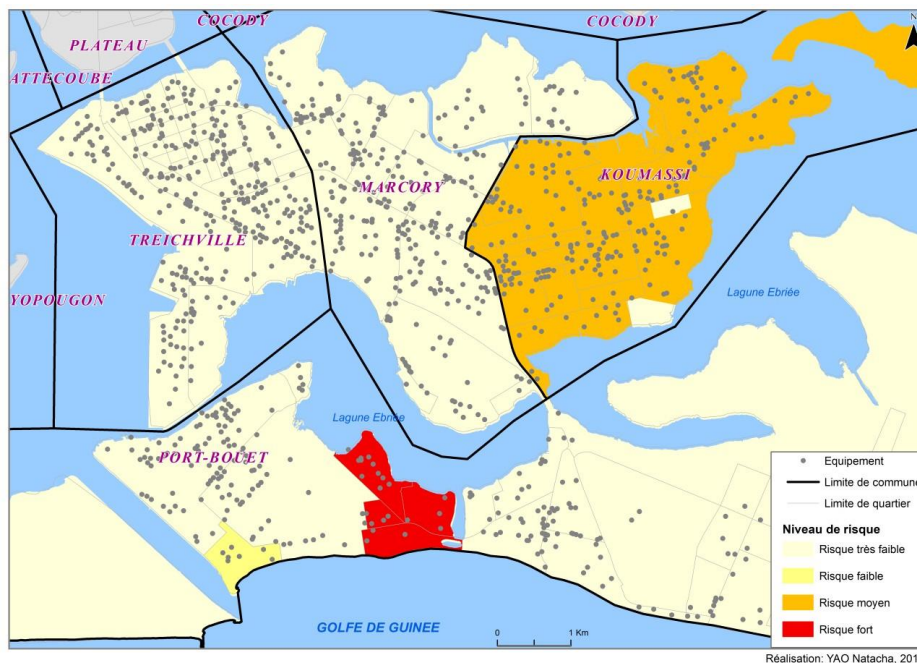 COCODY
COCODY
N
PLATEAU
ATTECOUBE
KOUMASSI
MARCORY
TREICHVILLE
YOPOUGON
Lagune Ebriée
Lagune Ebriée
PORT-BOUET
GOLFE DE GUINEE
0 1 Km
Equipement
Limite de commune
Limite de quartier
Niveau de risque
Risque très faible
Risque faible
Risque moyen
Risque fort
Réalisation: YAO Natacha, 201